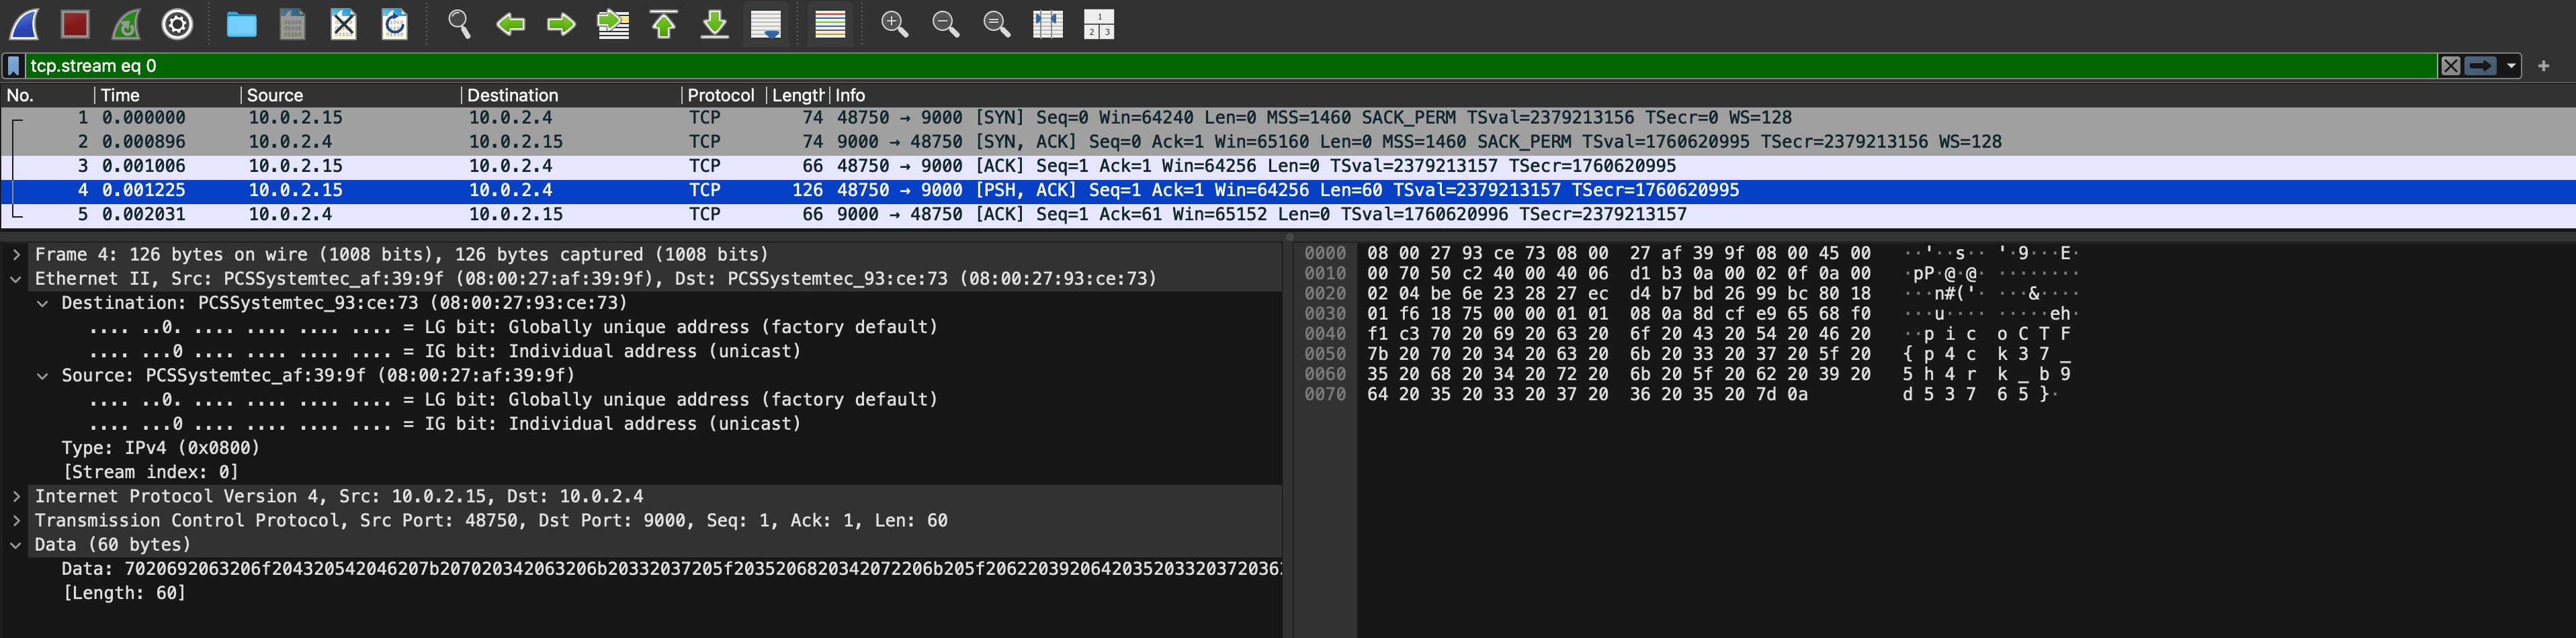 tcp.stream eq 0
No. Time Source Destination Protocol Length Info
1 0.000000 10.0.2.15 10.0.2.4 TCP 74 48750 → 9000 [SYN] Seq=0 Win=64240 Len=0 MSS=1460 SACK_PERM TSval=2379213156 TSecr=0 WS=128
2 0.000896 10.0.2.4 10.0.2.15 TCP 74 9000 → 48750 [SYN, ACK] Seq=0 Ack=1 Win=65160 Len=0 MSS=1460 SACK_PERM TSval=1760620995 TSecr=2379213156 WS=128
3 0.001006 10.0.2.15 10.0.2.4 TCP 66 48750 → 9000 [ACK] Seq=1 Ack=1 Win=64256 Len=0 TSval=2379213157 TSecr=1760620995
4 0.001225 10.0.2.15 10.0.2.4 TCP 126 48750 → 9000 [PSH, ACK] Seq=1 Ack=1 Win=64256 Len=60 TSval=2379213157 TSecr=1760620995
5 0.002031 10.0.2.4 10.0.2.15 TCP 66 9000 → 48750 [ACK] Seq=1 Ack=61 Win=65152 Len=0 TSval=1760620996 TSecr=2379213157
Frame 4: 126 bytes on wire (1008 bits), 126 bytes captured (1008 bits)
Ethernet II, Src: PCSSystemtec_af:39:9f (08:00:27:af:39:9f), Dst: PCSSystemtec_93:ce:73 (08:00:27:93:ce:73)
Destination: PCSSystemtec_93:ce:73 (08:00:27:93:ce:73)
.... ..0. .... .... .... .... = LG bit: Globally unique address (factory default)
.... ...0 .... .... .... .... = IG bit: Individual address (unicast)
Source: PCSSystemtec_af:39:9f (08:00:27:af:39:9f)
.... ..0. .... .... .... .... = LG bit: Globally unique address (factory default)
.... ...0 .... .... .... .... = IG bit: Individual address (unicast)
Type: IPv4 (0x0800)
[Stream index: 0]
Internet Protocol Version 4, Src: 10.0.2.15, Dst: 10.0.2.4
Transmission Control Protocol, Src Port: 48750, Dst Port: 9000, Seq: 1, Ack: 1, Len: 60
Data (60 bytes)
Data: 7020692063206f204320542046207b207020342063206b20332037205f2035206820342072206b205f2062203920642035203320372036
[Length: 60]
0000 08 00 27 93 ce 73 08 00 27 af 39 9f 08 00 45 00 ··'··s·· '·9···E·
0010 00 70 50 c2 40 00 40 06 d1 b3 0a 00 02 0f 0a 00 ·pP·@·@· ········
0020 02 04 be 6e 23 28 27 ec d4 b7 bd 26 99 bc 80 18 ···n#('· ···&····
0030 01 f6 18 75 00 00 01 01 08 0a 8d cf e9 65 68 f0 ···u···· ·····eh·
0040 f1 c3 70 20 69 20 63 20 6f 20 43 20 54 20 46 20 ··p i c o C T F
0050 7b 20 70 20 34 20 63 20 6b 20 33 20 37 20 5f 20 { p 4 c k 3 7 _
0060 35 20 68 20 34 20 72 20 6b 20 5f 20 62 20 39 20 5 h 4 r k _ b 9
0070 64 20 35 20 33 20 37 20 36 20 35 20 7d 0a d 5 3 7 6 5 }·